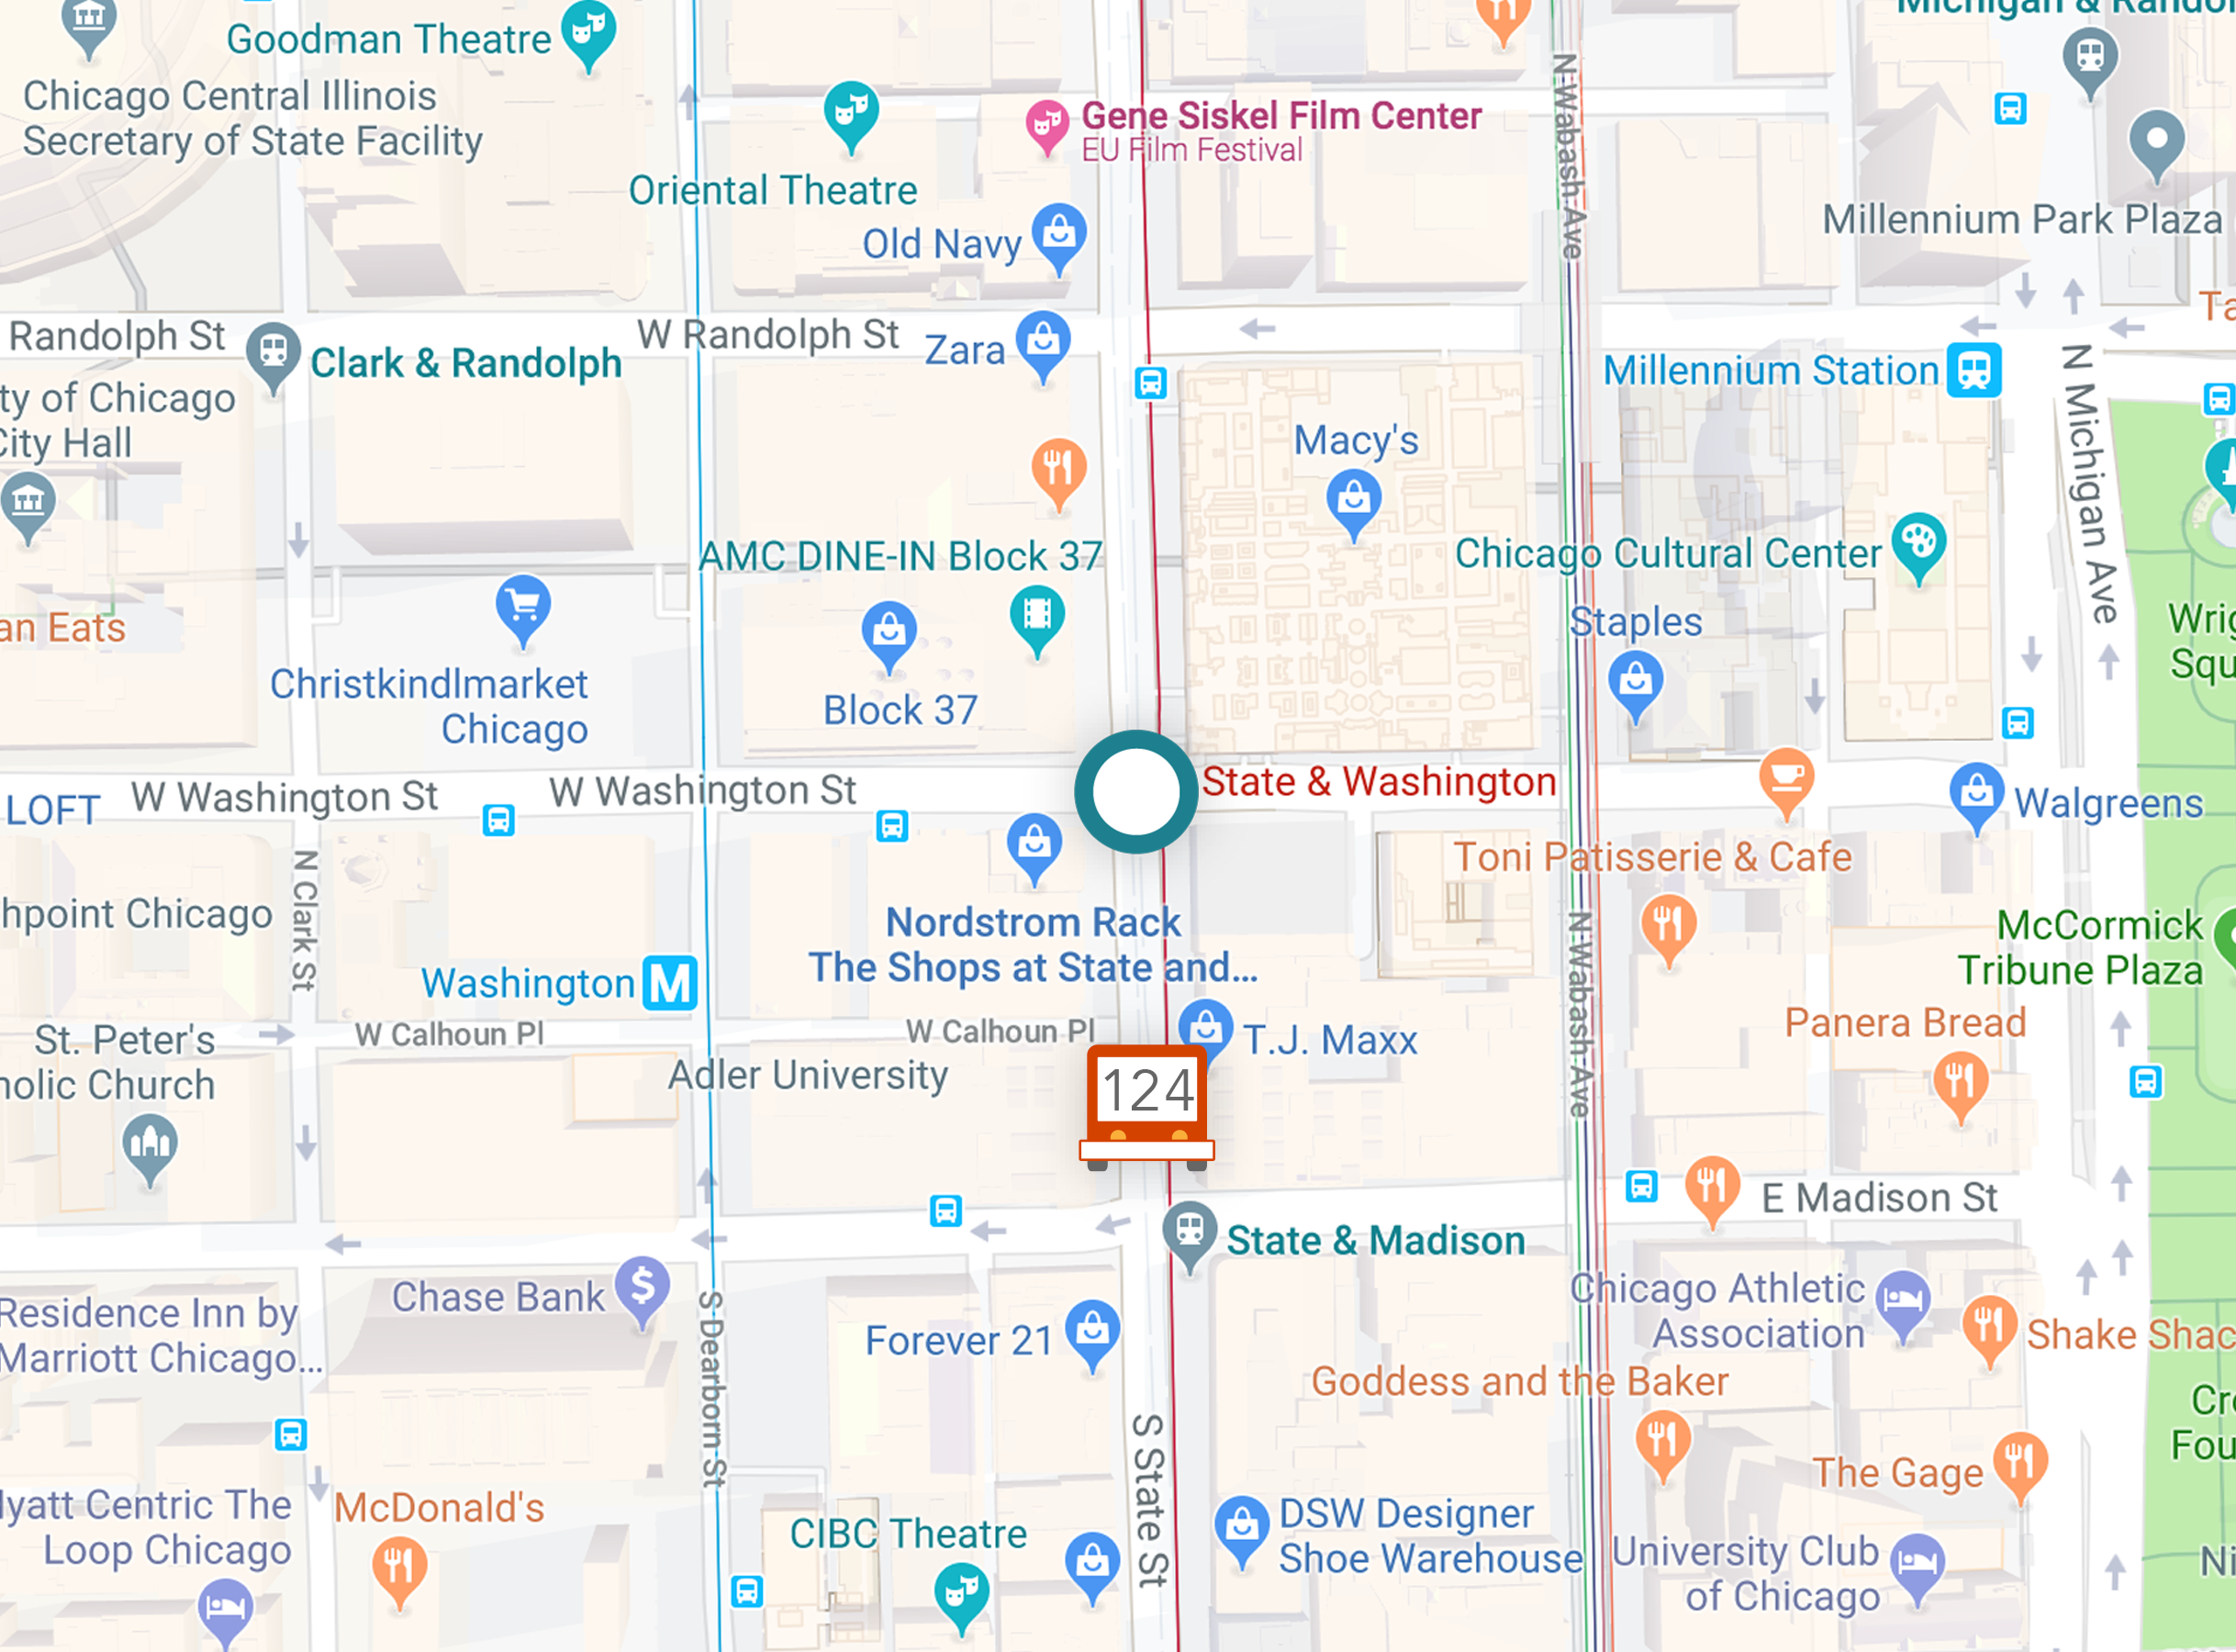 Michigan & Randol
Goodman Theatre
Chicago Central Illinois
Secretary of State Facility
Gene Siskel Film Center
EU Film Festival
N Wabash Ave
Oriental Theatre
Old Navy
Millennium Park Plaza
Randolph St
W Randolph St
Zara
Ta
Clark & Randolph
Millennium Station
N Michigan Ave
ty of Chicago
City Hall
Macy's
AMC DINE-IN Block 37
Chicago Cultural Center
an Eats
Staples
Wrig
Squ
Christkindlmarket
Chicago
Block 37
LOFT
W Washington St
W Washington St
State & Washington
Walgreens
Toni Patisserie & Cafe
N Clark St
hpoint Chicago
Nordstrom Rack
The Shops at State and...
N Wabash Ave
McCormick
Tribune Plaza
Washington
M
St. Peter's
holic Church
W Calhoun Pl
W Calhoun Pl
T.J. Maxx
Panera Bread
Adler University
124
E Madison St
State & Madison
Chase Bank
$
Residence Inn by
Marriott Chicago...
S Dearborn St
Forever 21
Chicago Athletic
Association
Shake Shac
Goddess and the Baker
Cro
Fou
S State St
The Gage
lyatt Centric The
Loop Chicago
McDonald's
CIBC Theatre
DSW Designer
Shoe Warehouse
University Club
of Chicago
Ni